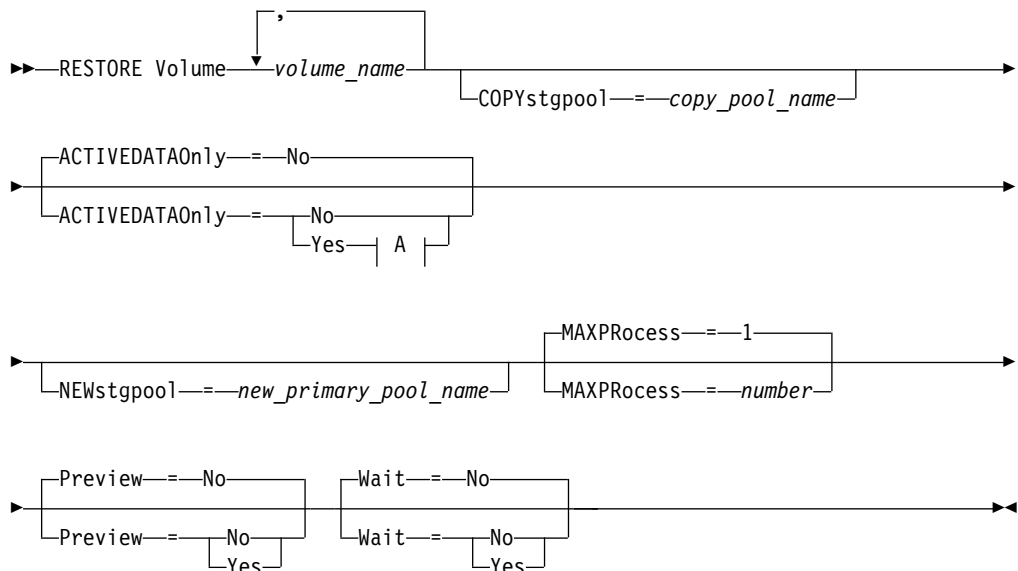 ,
RESTORE Volume volume_name
COPYstgpool = copy_pool_name
ACTIVEDATAOnly = No
ACTIVEDATAOnly = No
Yes A
MAXPRocess = 1
NEWstgpool = new_primary_pool_name MAXPRocess = number
Preview = No Wait = No
Preview = No Wait = No
Yes Yes